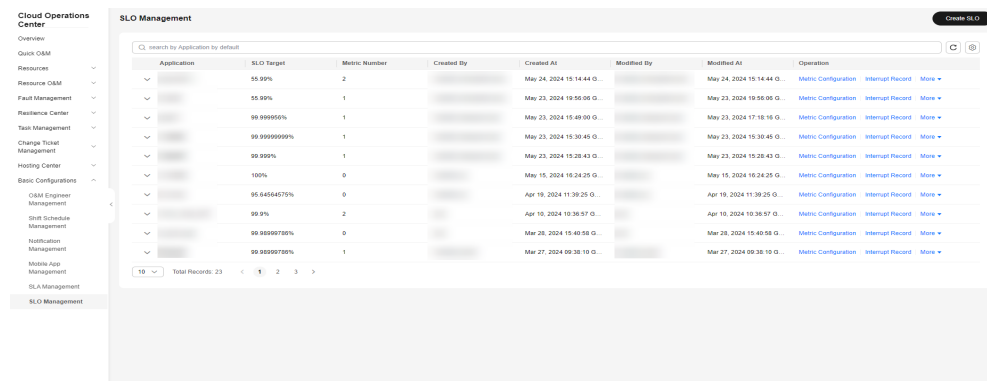 Cloud Operations
Center
Overview
Quick O&M
Resources
Resource O&M
Fault Management
Resilience Center
Task Management
Change Ticket
Management
Hosting Center
Basic Configurations
O&M Engineer
Management
Shift Schedule
Management
Notification
Management
Mobile App
Management
SLA Management
SLO Management
SLO Management
Create SLO
search by Application by default
Application SLO Target Metric Number Created By Created At Modified By Modified At Operation
55.99% 2 May 24, 2024 15:14:44 G... May 24, 2024 15:14:44 G... Metric Configuration Interrupt Record More
55.99% 1 May 23, 2024 19:56:06 G... May 23, 2024 19:56:06 G... Metric Configuration Interrupt Record More
99.999956% 1 May 23, 2024 15:49:00 G... May 23, 2024 17:18:16 G... Metric Configuration Interrupt Record More
99.99999999% 1 May 23, 2024 15:30:45 G... May 23, 2024 15:30:45 G... Metric Configuration Interrupt Record More
99.999% 1 May 23, 2024 15:28:43 G... May 23, 2024 15:28:43 G... Metric Configuration Interrupt Record More
100% 0 May 15, 2024 16:24:25 G... May 15, 2024 16:24:25 G... Metric Configuration Interrupt Record More
95.64564575% 0 Apr 19, 2024 11:39:25 G... Apr 19, 2024 11:39:25 G... Metric Configuration Interrupt Record More
99.9% 2 Apr 10, 2024 10:36:57 G... Apr 10, 2024 10:36:57 G... Metric Configuration Interrupt Record More
99.98999786% 0 Mar 28, 2024 15:40:58 G... Mar 28, 2024 15:40:58 G... Metric Configuration Interrupt Record More
99.98999786% 1 Mar 27, 2024 09:38:10 G... Mar 27, 2024 09:38:10 G... Metric Configuration Interrupt Record More
10 Total Records: 23 < 1 2 3 >